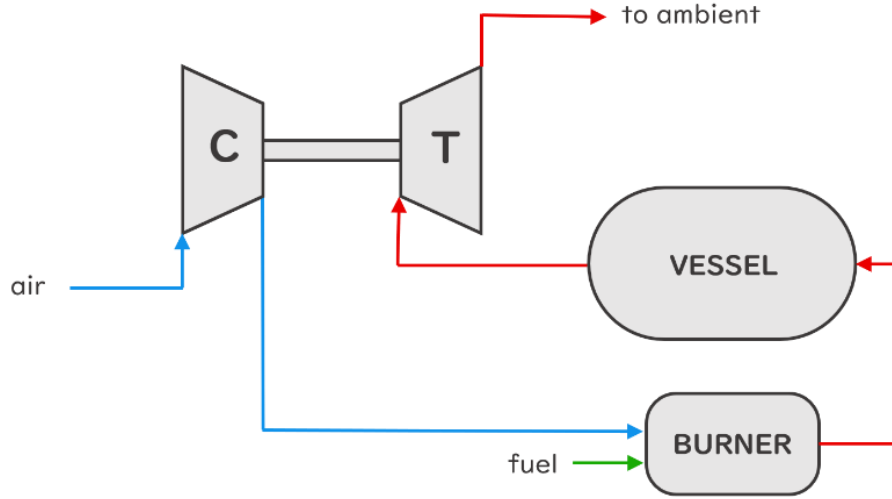 to ambient
C
T
VESSEL
air
BURNER
fuel